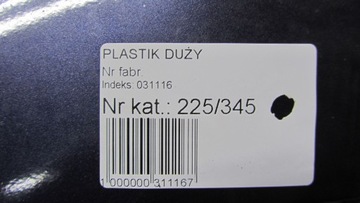 PLASTIK DUŻY
Nr fabr
Indeks: 031116
Nr kat.: 225/345
1 000000 311167